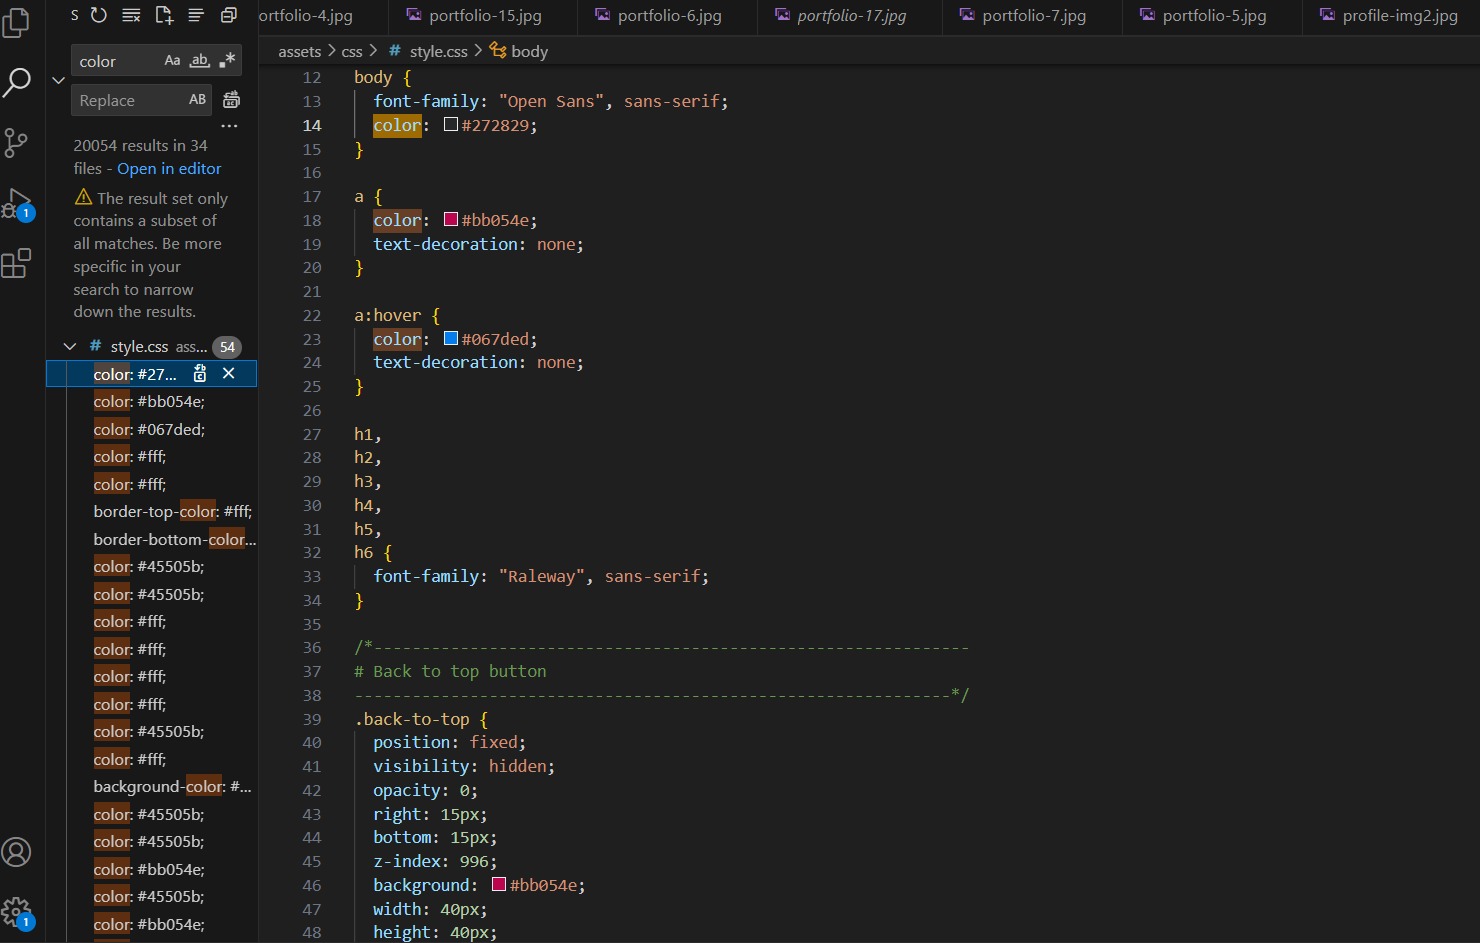 S
color
Aa
ab
.*
Replace
AB
...
20054 results in 34
files - Open in editor
The result set only
contains a subset of
all matches. Be more
specific in your
search to narrow
down the results.
# style.css ass... 54
color: #27...
color: #bb054e;
color: #067ded;
color: #fff;
color: #fff;
border-top-color: #fff;
border-bottom-color...
color: #45505b;
color: #45505b;
color: #fff;
color: #fff;
color: #fff;
color: #fff;
color: #45505b;
color: #fff;
background-color: #...
color: #45505b;
color: #45505b;
color: #bb054e;
color: #45505b;
color: #bb054e;
1
1
ortfolio-4.jpg
portfolio-15.jpg
portfolio-6.jpg
portfolio-17.jpg
portfolio-7.jpg
portfolio-5.jpg
profile-img2.jpg
assets > css > # style.css > body
12 body {
13 font-family: "Open Sans", sans-serif;
14 color: #272829;
15 }
16
17 a {
18 color: #bb054e;
19 text-decoration: none;
20 }
21
22 a:hover {
23 color: #067ded;
24 text-decoration: none;
25 }
26
27 h1,
28 h2,
29 h3,
30 h4,
31 h5,
32 h6 {
33 font-family: "Raleway", sans-serif;
34 }
35
36 /*--------------------------------------------------------------
37 # Back to top button
38 --------------------------------------------------------------*/
39 .back-to-top {
40 position: fixed;
41 visibility: hidden;
42 opacity: 0;
43 right: 15px;
44 bottom: 15px;
45 z-index: 996;
46 background: #bb054e;
47 width: 40px;
48 height: 40px;